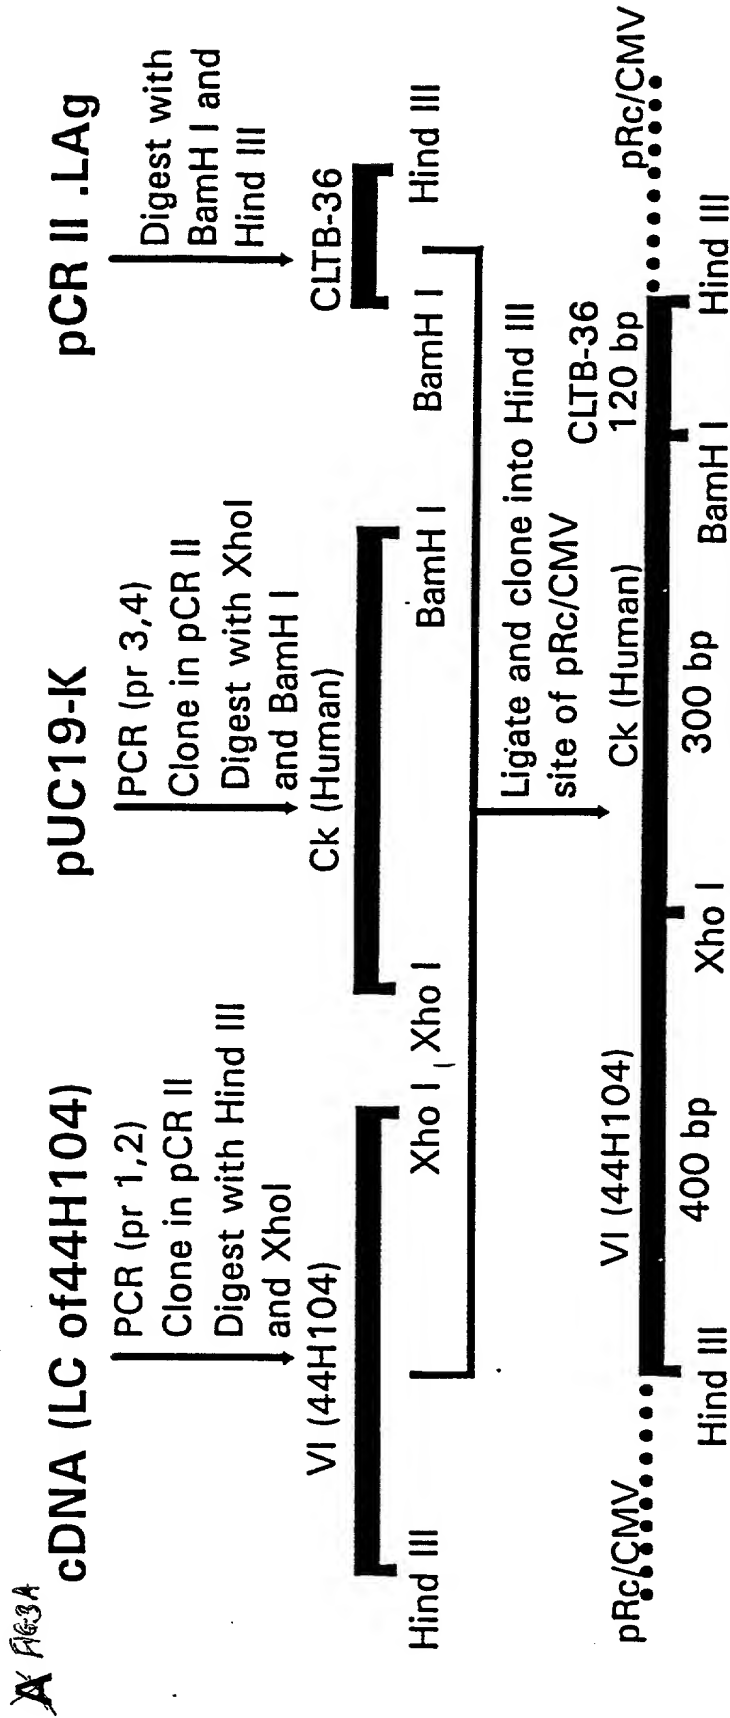 A FIG.3A
cDNA (LC of44H104)
PCR (pr 1,2)
Clone in pCR II
Digest with Hind III
and XhoI
Vl (44H104)
Hind III
Xho I
pUC19-K
PCR (pr 3,4)
Clone in pCR II
Digest with XhoI
and BamH I
Ck (Human)
Xho I
BamH I
pCR II .LAg
Digest with
BamH I and
Hind III
CLTB-36
BamH I
Hind III
Ligate and clone into Hind III
site of pRc/CMV
pRc/CMV
Vl (44H104)
Ck (Human)
CLTB-36
120 bp
pRc/CMV
400 bp
300 bp
Hind III
Xho I
BamH I
Hind III